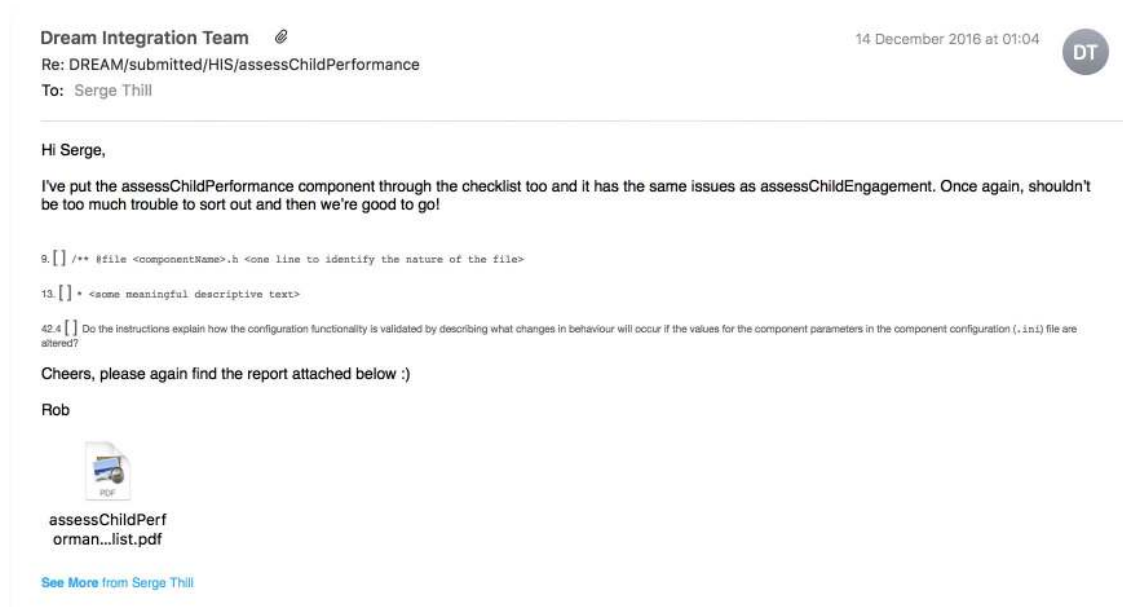 Dream Integration Team
14 December 2016 at 01:04
DT
Re: DREAM/submitted/HIS/assessChildPerformance
To: Serge Thill
Hi Serge,
I've put the assessChildPerformance component through the checklist too and it has the same issues as assessChildEngagement. Once again, shouldn't
be too much trouble to sort out and then we're good to go!
9. [] /** @file <componentName>.h <one line to identify the nature of the file>
13. [] * <some meaningful descriptive text>
42.4 [] Do the instructions explain how the configuration functionality is validated by describing what changes in behaviour will occur if the values for the component parameters in the component configuration (.ini) file are
altered?
Cheers, please again find the report attached below :)
Rob
PDF
assessChildPerf
orman...list.pdf
See More from Serge Thill